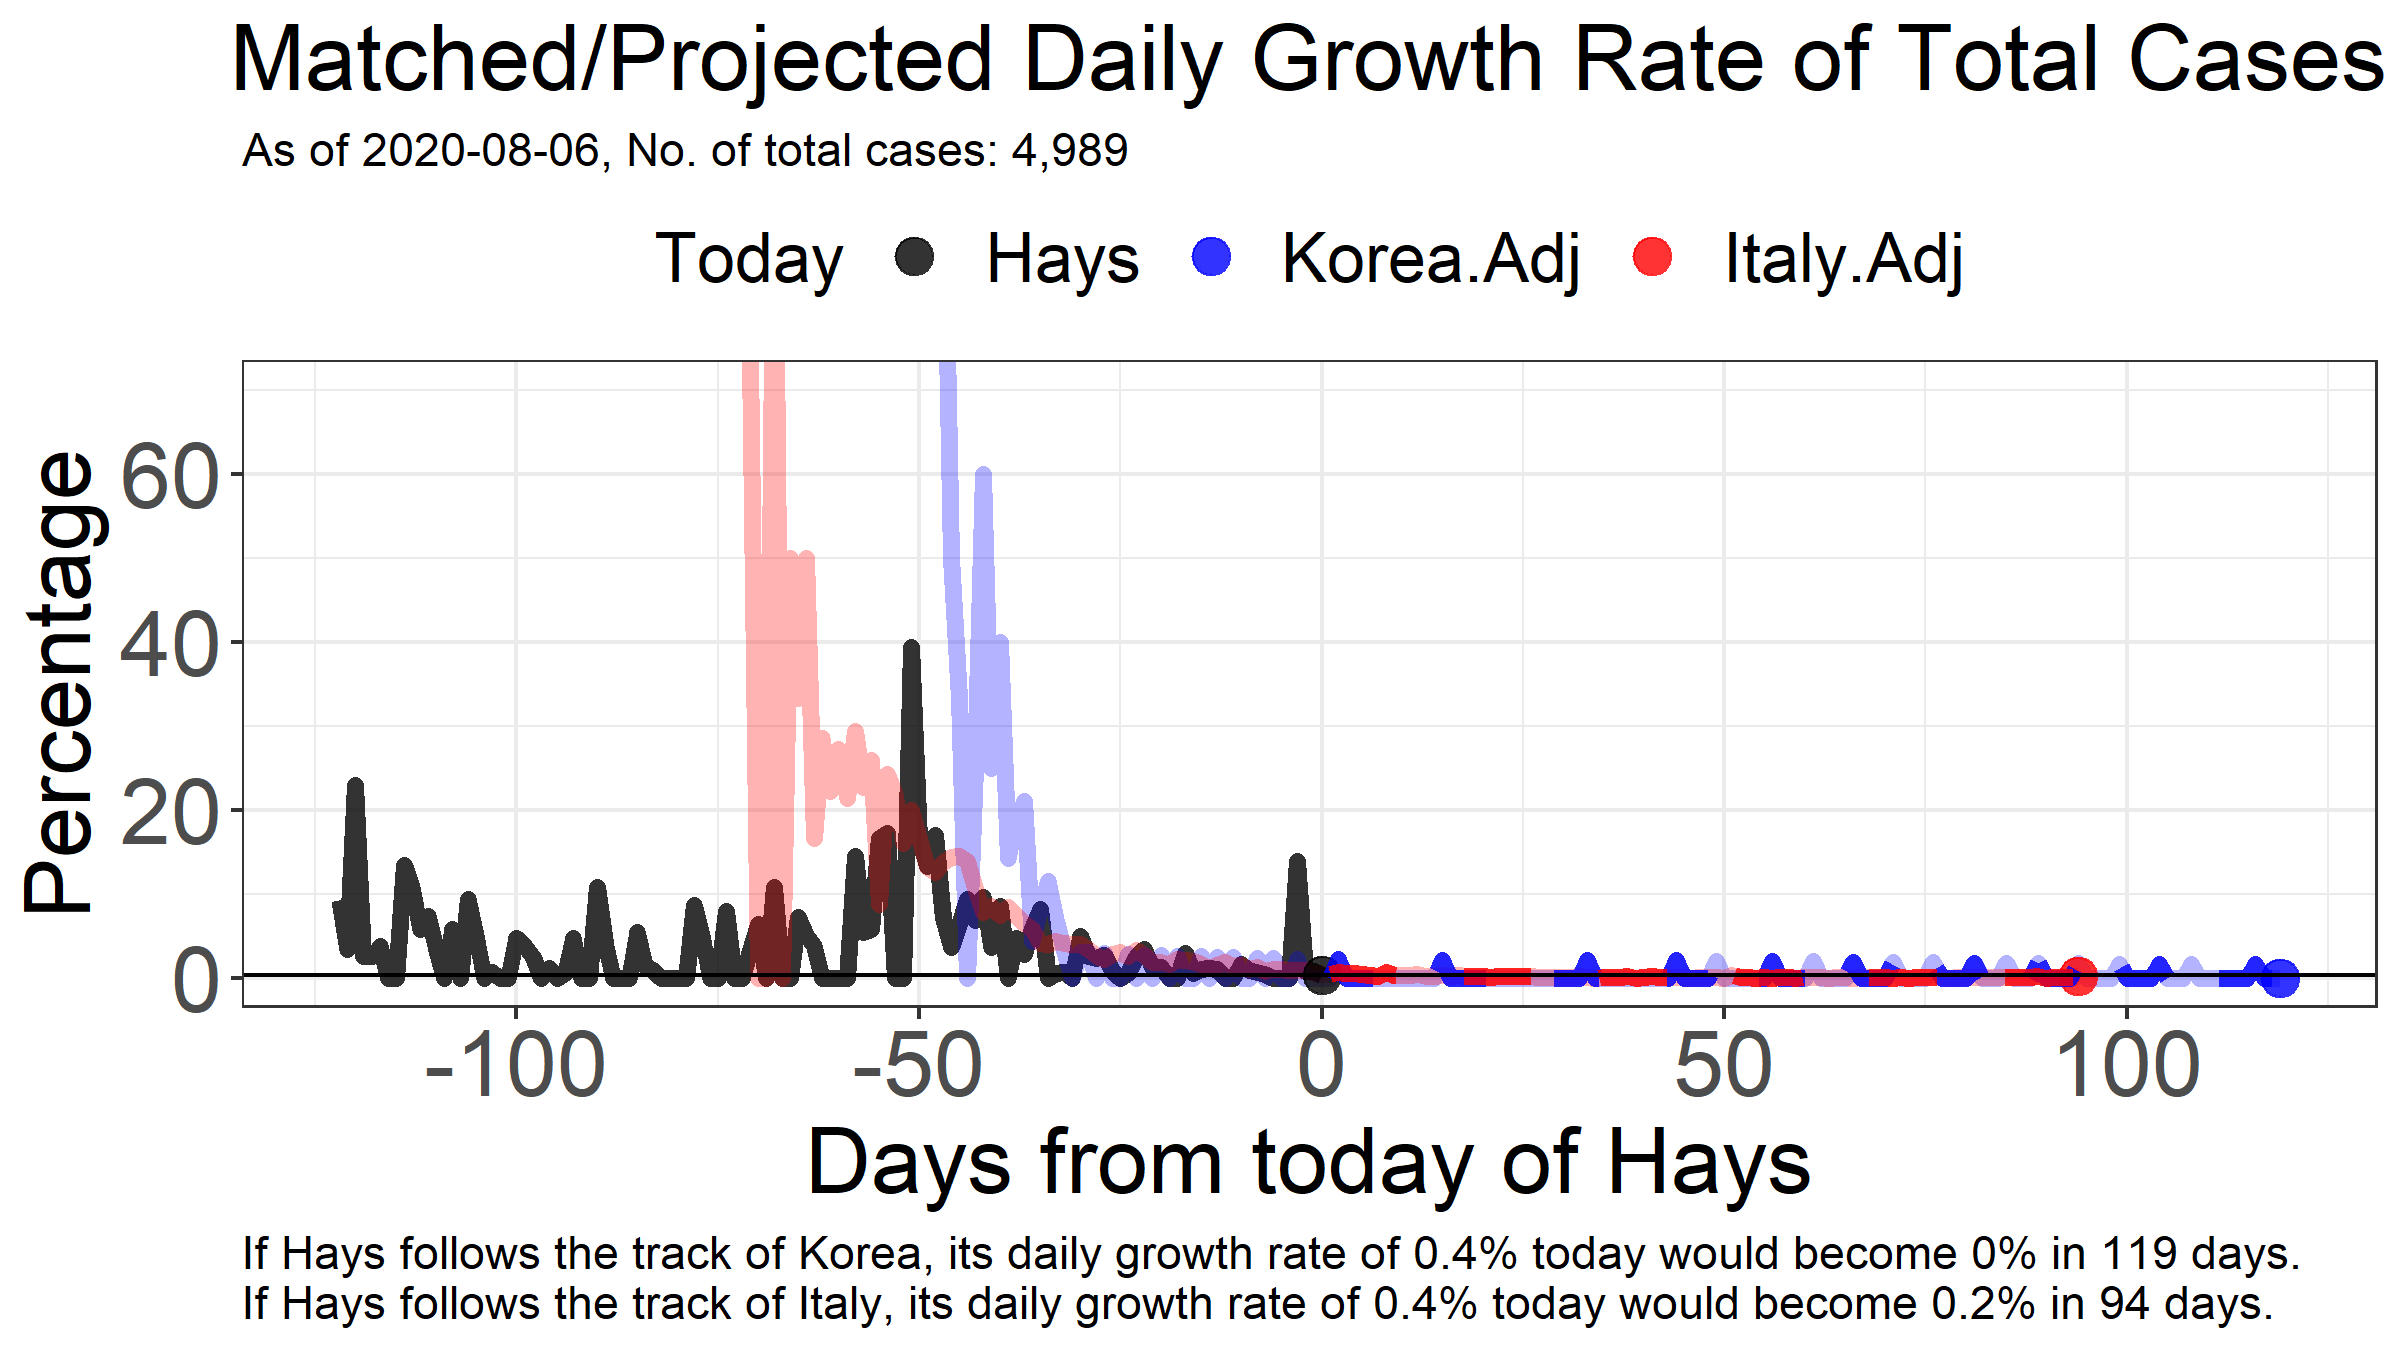 Matched/Projected Daily Growth Rate of Total Cases
As of 2020-08-06, No. of total cases: 4,989
Today Hays Korea.Adj Italy.Adj
Percentage
60
40
20
0
-100 -50 0 50 100
Days from today of Hays
If Hays follows the track of Korea, its daily growth rate of 0.4% today would become 0% in 119 days.
If Hays follows the track of Italy, its daily growth rate of 0.4% today would become 0.2% in 94 days.